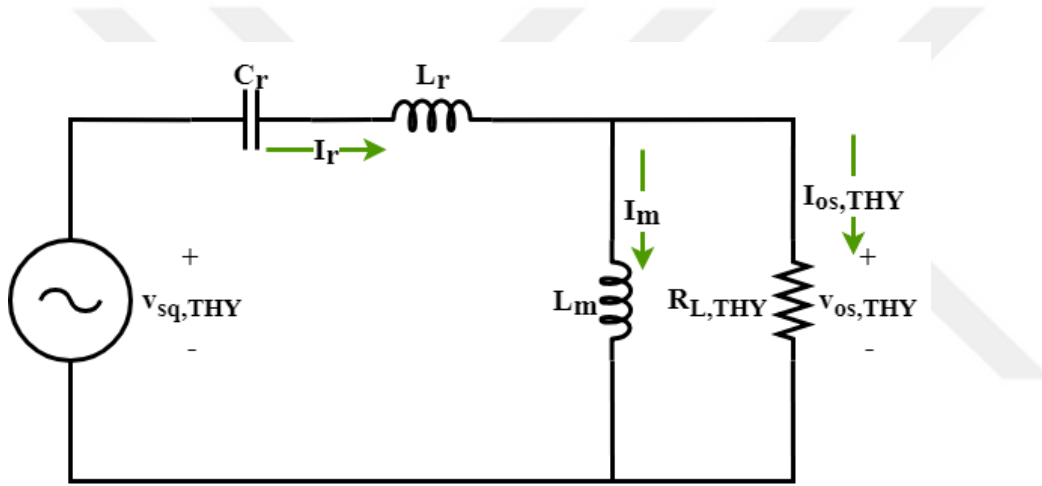 Cr
Lr
Ir
Im
Ios,THY
+
+
+
vsq,THY
Lm
RL,THY
vos,THY
-
-